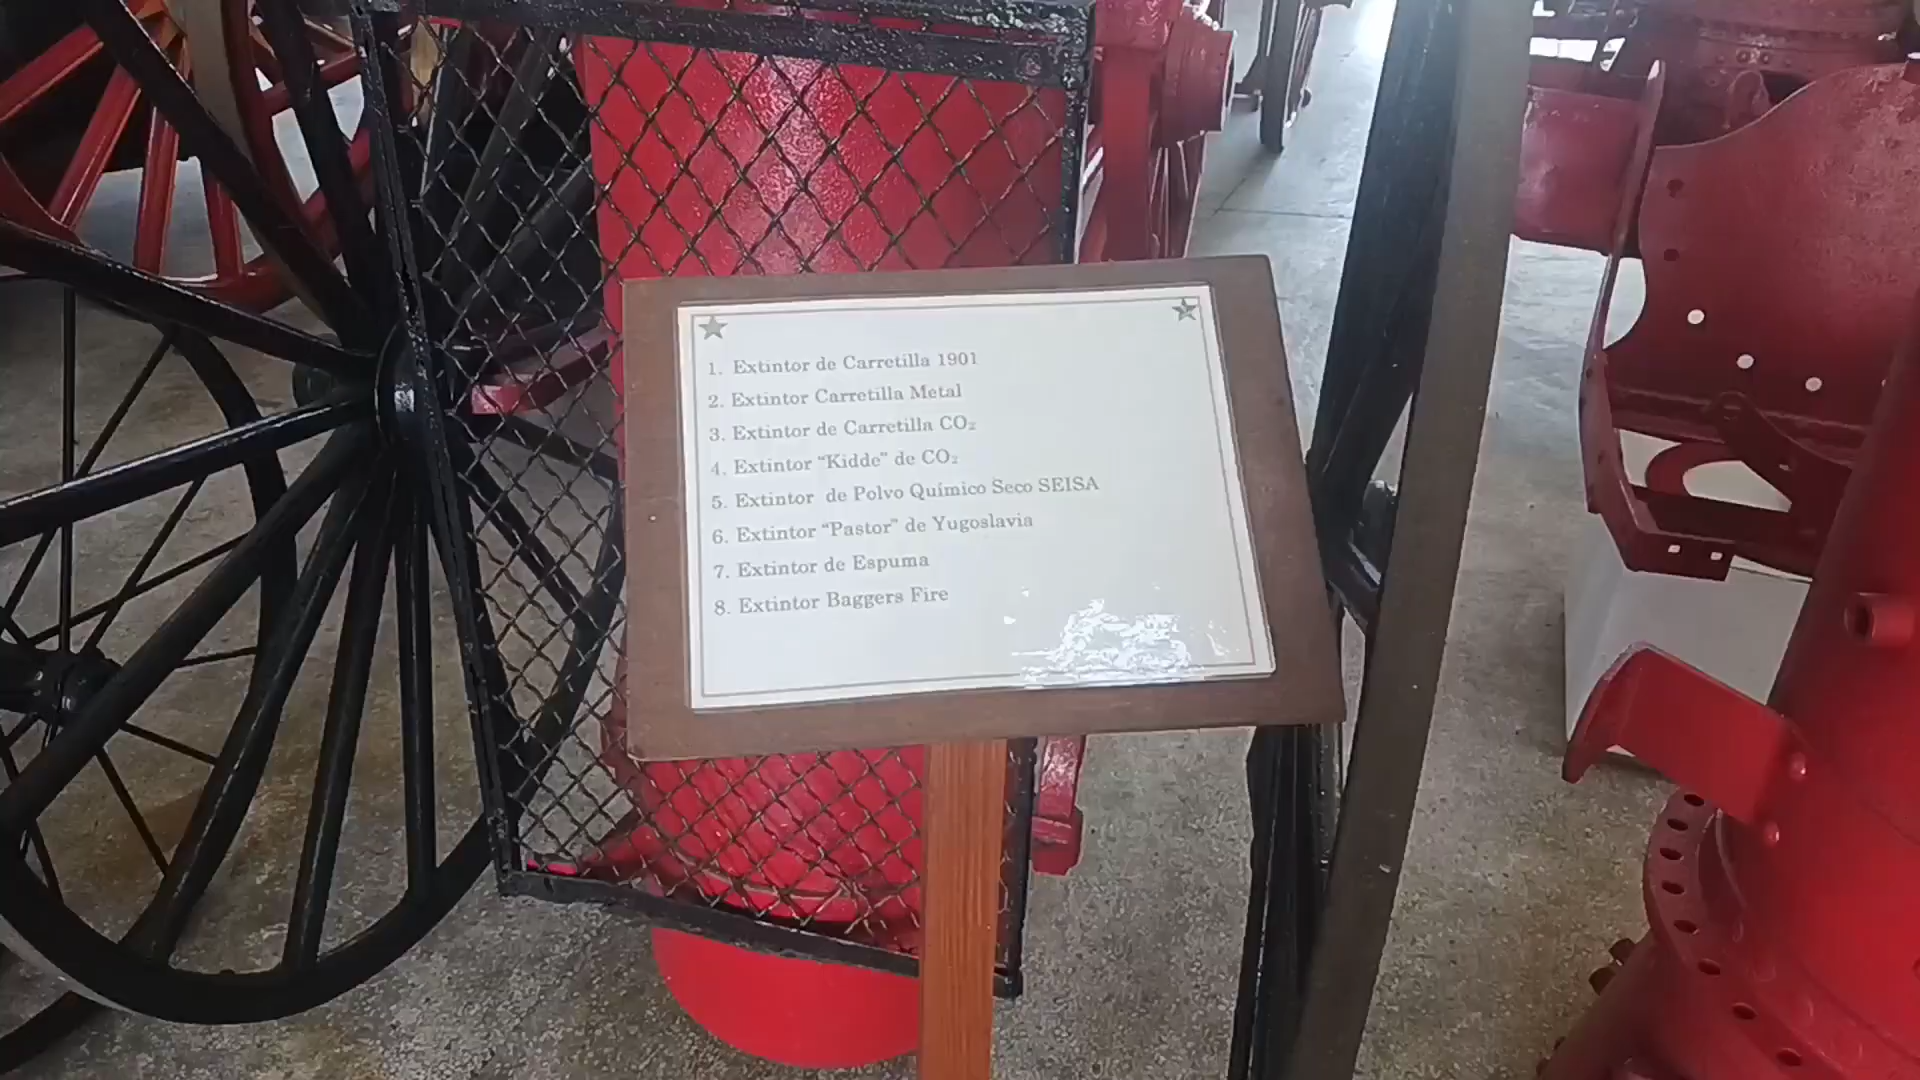 1. Extintor de Carretilla 1901
2. Extintor Carretilla Metal
3. Extintor de Carretilla CO₂
4. Extintor “Kidde” de CO₂
5. Extintor de Polvo Químico Seco SEISA
6. Extintor “Pastor” de Yugoslavia
7. Extintor de Espuma
8. Extintor Baggers Fire